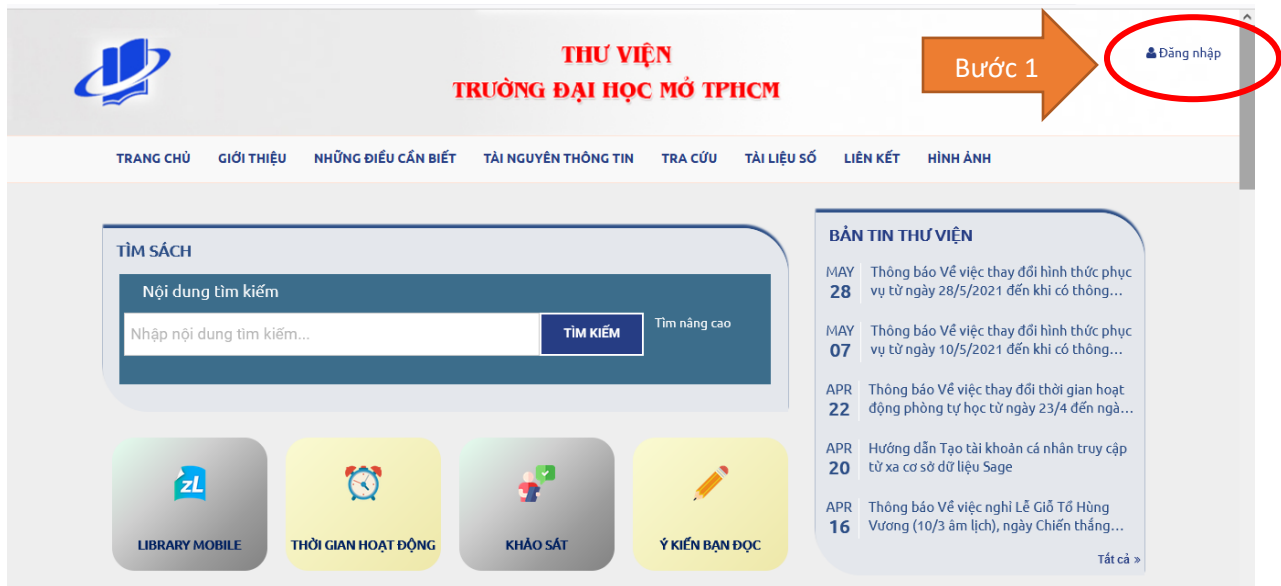 THƯ VIỆN
TRƯỜNG ĐẠI HỌC MỞ TPHCM
Bước 1
Đăng nhập
TRANG CHỦ GIỚI THIỆU NHỮNG ĐIỀU CẦN BIẾT TÀI NGUYÊN THÔNG TIN TRA CỨU TÀI LIỆU SỐ LIÊN KẾT HÌNH ẢNH
TÌM SÁCH
Nội dung tìm kiếm
Nhập nội dung tìm kiếm...
TÌM KIẾM
Tìm nâng cao
zL
LIBRARY MOBILE
THỜI GIAN HOẠT ĐỘNG
KHẢO SÁT
Ý KIẾN BẠN ĐỌC
BẢN TIN THƯ VIỆN
MAY Thông báo Về việc thay đổi hình thức phục
28 vụ từ ngày 28/5/2021 đến khi có thông...
MAY Thông báo Về việc thay đổi hình thức phục
07 vụ từ ngày 10/5/2021 đến khi có thông...
APR Thông báo Về việc thay đổi thời gian hoạt
22 động phòng tự học từ ngày 23/4 đến ngà...
APR Hướng dẫn Tạo tài khoản cá nhân truy cập
20 từ xa cơ sở dữ liệu Sage
APR Thông báo Về việc nghỉ Lễ Giỗ Tổ Hùng
16 Vương (10/3 âm lịch), ngày Chiến thắng...
Tất cả »